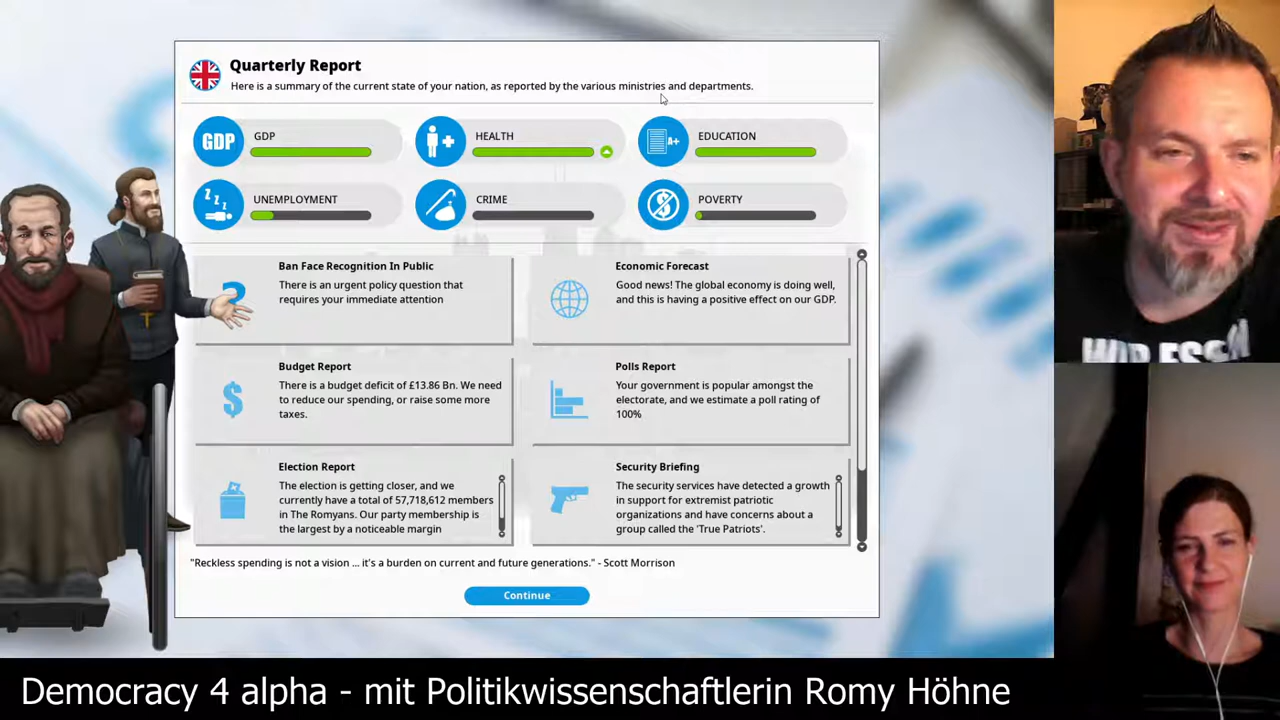 Quarterly Report
Here is a summary of the current state of your nation, as reported by the various ministries and departments.
GDP
GDP
HEALTH
A+
EDUCATION
Z Z Z
UNEMPLOYMENT
CRIME
$
POVERTY
?
Ban Face Recognition In Public
There is an urgent policy question that
requires your immediate attention
Economic Forecast
Good news! The global economy is doing well,
and this is having a positive effect on our GDP.
$
Budget Report
There is a budget deficit of £13.86 Bn. We need
to reduce our spending, or raise some more
taxes.
Polls Report
Your government is popular amongst the
electorate, and we estimate a poll rating of
100%
Election Report
The election is getting closer, and we
currently have a total of 57,718,612 members
in The Romyans. Our party membership is
the largest by a noticeable margin
Security Briefing
The security services have detected a growth
in support for extremist patriotic
organizations and have concerns about a
group called the 'True Patriots'.
"Reckless spending is not a vision ... it's a burden on current and future generations." - Scott Morrison
Continue
Democracy 4 alpha - mit Politikwissenschaftlerin Romy Höhne